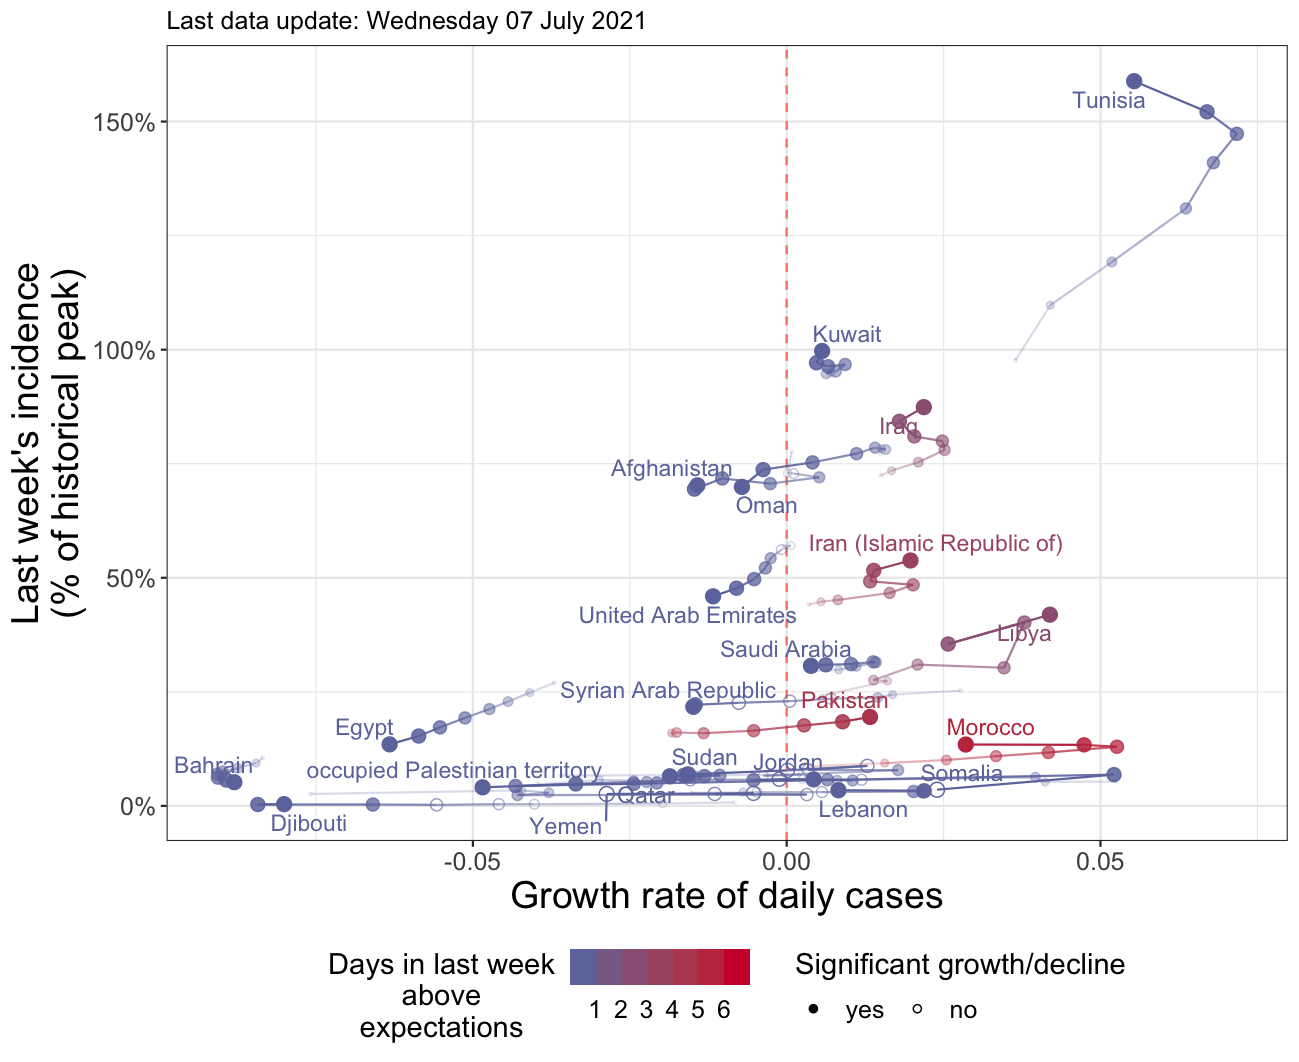 Last data update: Wednesday 07 July 2021
Last week's incidence
(% of historical peak)
150%
100%
50%
0%
Tunisia
Kuwait
Iraq
Afghanistan
Oman
Iran (Islamic Republic of)
United Arab Emirates
Libya
Saudi Arabia
Syrian Arab Republic
Pakistan
Egypt
Morocco
Bahrain
occupied Palestinian territory
Sudan
Jordan
Somalia
Qatar
Lebanon
Djibouti
Yemen
-0.05
0.00
0.05
Growth rate of daily cases
Days in last week
above
expectations
1 2 3 4 5 6
Significant growth/decline
yes
no